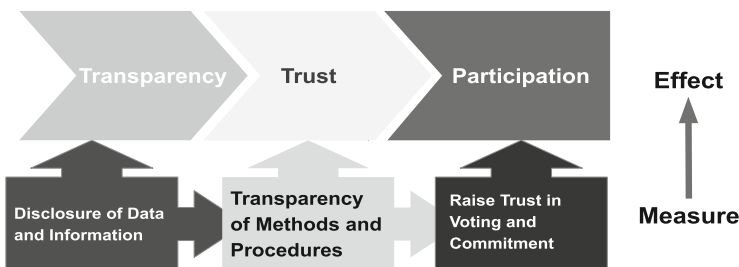 Transparency
Trust
Participation
Effect
Disclosure of Data
and Information
Transparency
of Methods and
Procedures
Raise Trust in
Voting and
Commitment
Measure